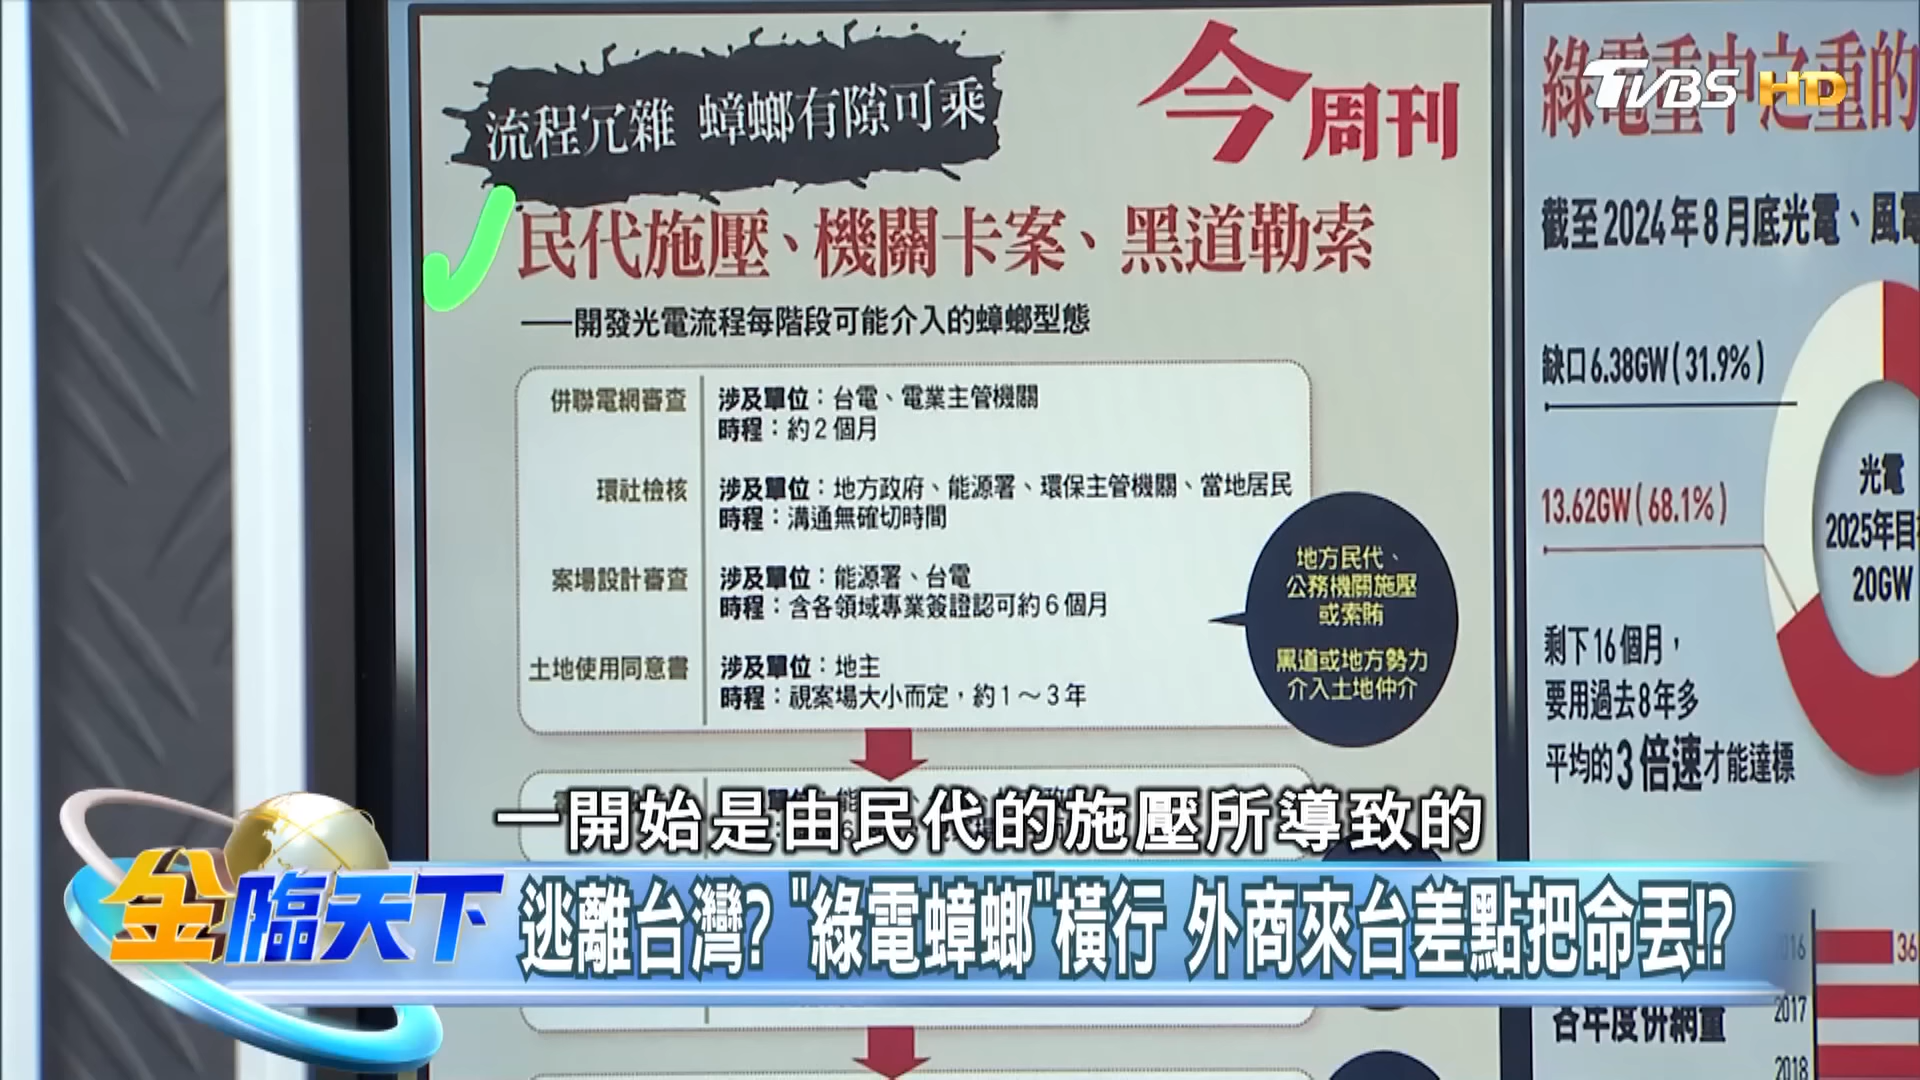 流程冗雜 蟑螂有隙可乘
今周刊
民代施壓、機關卡案、黑道勒索
——開發光電流程每階段可能介入的蟑螂型態
併聯電網審查
涉及單位：台電、電業主管機關
時程：約2個月
環社檢核
涉及單位：地方政府、能源署、環保主管機關、當地居民
時程：溝通無確切時間
案場設計審查
涉及單位：能源署、台電
時程：含各領域專業簽證認可約6個月
土地使用同意書
涉及單位：地主
時程：視案場大小而定，約1～3年
地方民代、
公務機關施壓
或索賄
黑道或地方勢力
介入土地仲介
綠電重中之重的
TVBS HD
截至2024年8月底光電、風電
缺口6.38GW(31.9%)
13.62GW(68.1%)
光電
2025年目
20GW
剩下16個月，
要用過去8年多
平均的3倍速才能達標
一開始是由民代的施壓所導致的
金臨天下
逃離台灣?"綠電蟑螂"橫行 外商來台差點把命丟!?
各年度併網量
16
36
2017
2018